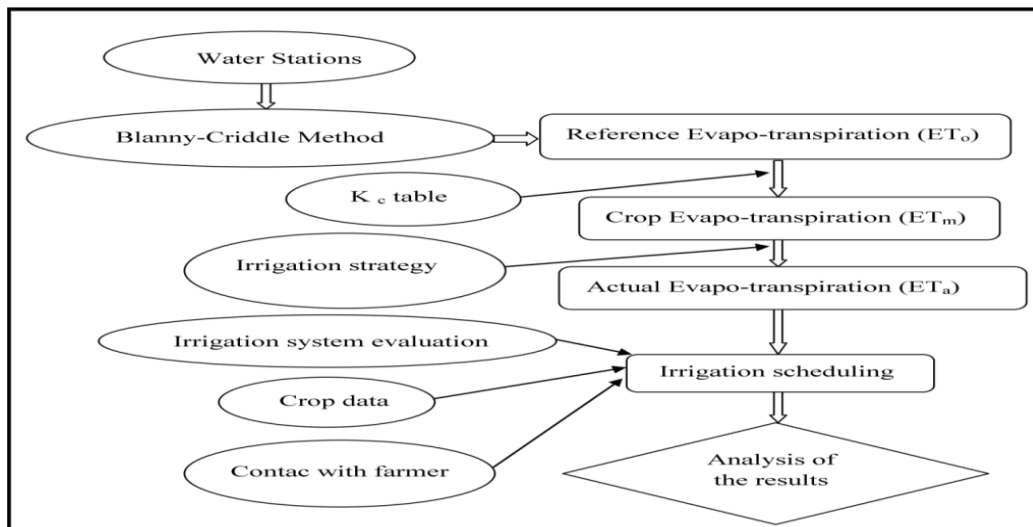 Water Stations
Blanny-Criddle Method
Reference Evapo-transpiration (ETo)
K c table
Crop Evapo-transpiration (ETm)
Irrigation strategy
Actual Evapo-transpiration (ETa)
Irrigation system evaluation
Irrigation scheduling
Crop data
Contac with farmer
Analysis of
the results